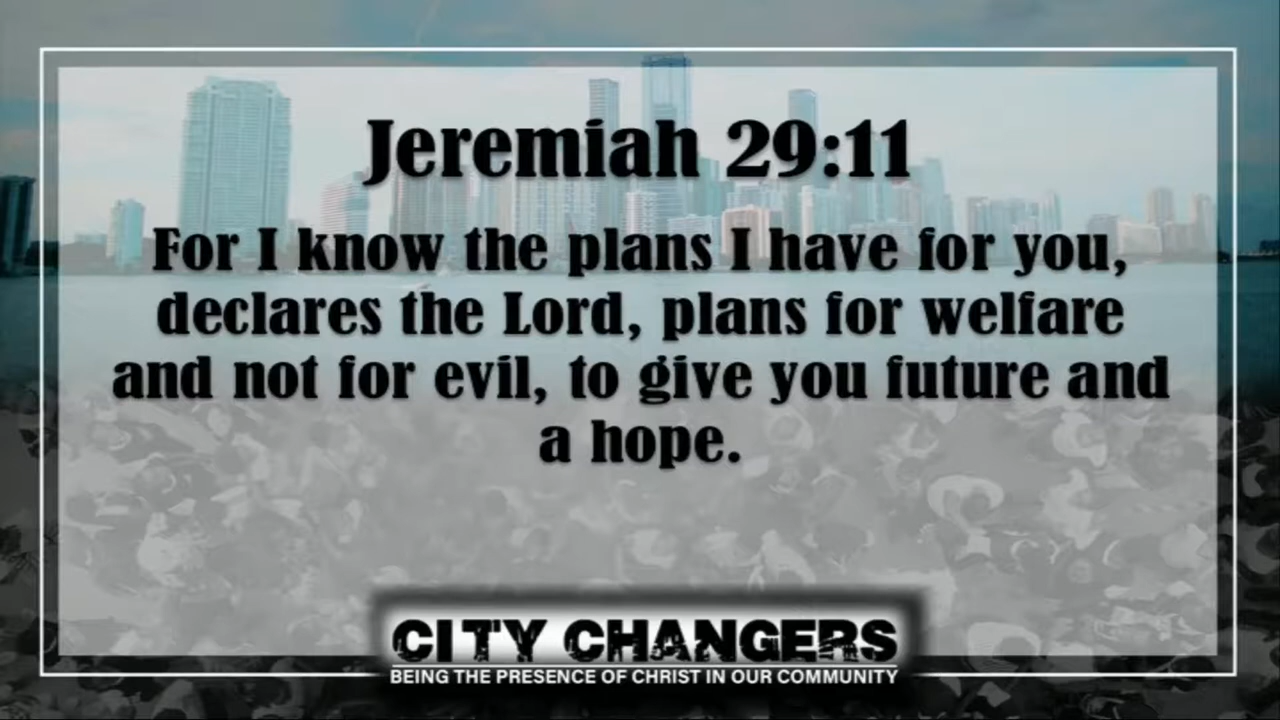 Jeremiah 29:11
For I know the plans I have for you,
declares the Lord, plans for welfare
and not for evil, to give you future and
a hope.
CITY CHANGERS
BEING THE PRESENCE OF CHRIST IN OUR COMMUNITY